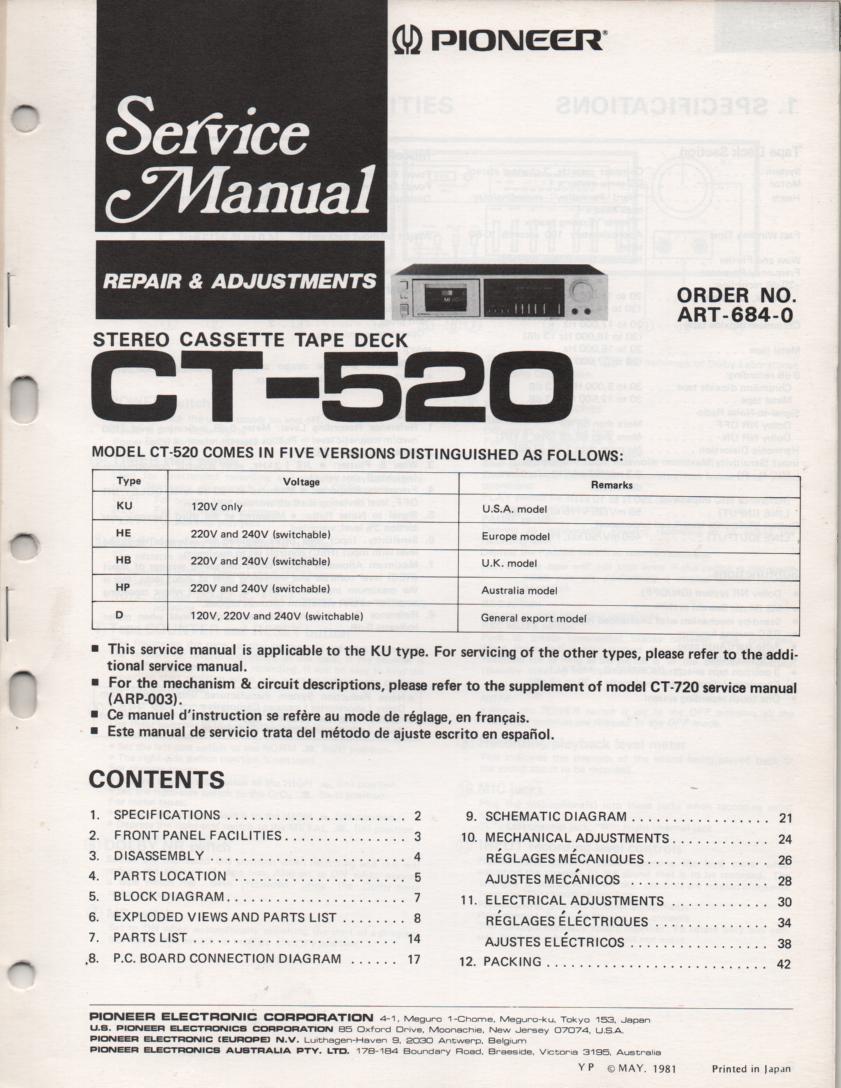 PIONEER®
Service
Manual
REPAIR & ADJUSTMENTS
ORDER NO.
ART-684-0
STEREO CASSETTE TAPE DECK
CT-520
MODEL CT-520 COMES IN FIVE VERSIONS DISTINGUISHED AS FOLLOWS:
Type Voltage Remarks
KU 120V only U.S.A. model
HE 220V and 240V (switchable) Europe model
HB 220V and 240V (switchable) U.K. model
HP 220V and 240V (switchable) Australia model
D 120V, 220V and 240V (switchable) General export model
■ This service manual is applicable to the KU type. For servicing of the other types, please refer to the addi-
tional service manual.
■ For the mechanism & circuit descriptions, please refer to the supplement of model CT-720 service manual
(ARP-003).
■ Ce manuel d'instruction se refère au mode de réglage, en français.
■ Este manual de servicio trata del método de ajuste escrito en español.
CONTENTS
1. SPECIFICATIONS ........................ 2
2. FRONT PANEL FACILITIES ............... 3
3. DISASSEMBLY .......................... 4
4. PARTS LOCATION ....................... 5
5. BLOCK DIAGRAM ........................ 7
6. EXPLODED VIEWS AND PARTS LIST ........ 8
7. PARTS LIST ........................... 14
8. P.C. BOARD CONNECTION DIAGRAM ...... 17
9. SCHEMATIC DIAGRAM .................... 21
10. MECHANICAL ADJUSTMENTS ............. 24
RÉGLAGES MÉCANIQUES ................ 26
AJUSTES MECÁNICOS .................. 28
11. ELECTRICAL ADJUSTMENTS ............. 30
RÉGLAGES ÉLÉCTRIQUES ............... 34
AJUSTES ELÉCTRICOS ................. 38
12. PACKING ............................ 42
PIONEER ELECTRONIC CORPORATION 4-1, Meguro 1-Chome, Meguro-ku, Tokyo 153, Japan
U.S. PIONEER ELECTRONICS CORPORATION 85 Oxford Drive, Moonachie, New Jersey 07074, U.S.A.
PIONEER ELECTRONIC (EUROPE) N.V. Luithagen-Haven 9, 2030 Antwerp, Belgium
PIONEER ELECTRONICS AUSTRALIA PTY. LTD. 178-184 Boundary Road, Braeside, Victoria 3195, Australia
YP © MAY. 1981 Printed in Japan